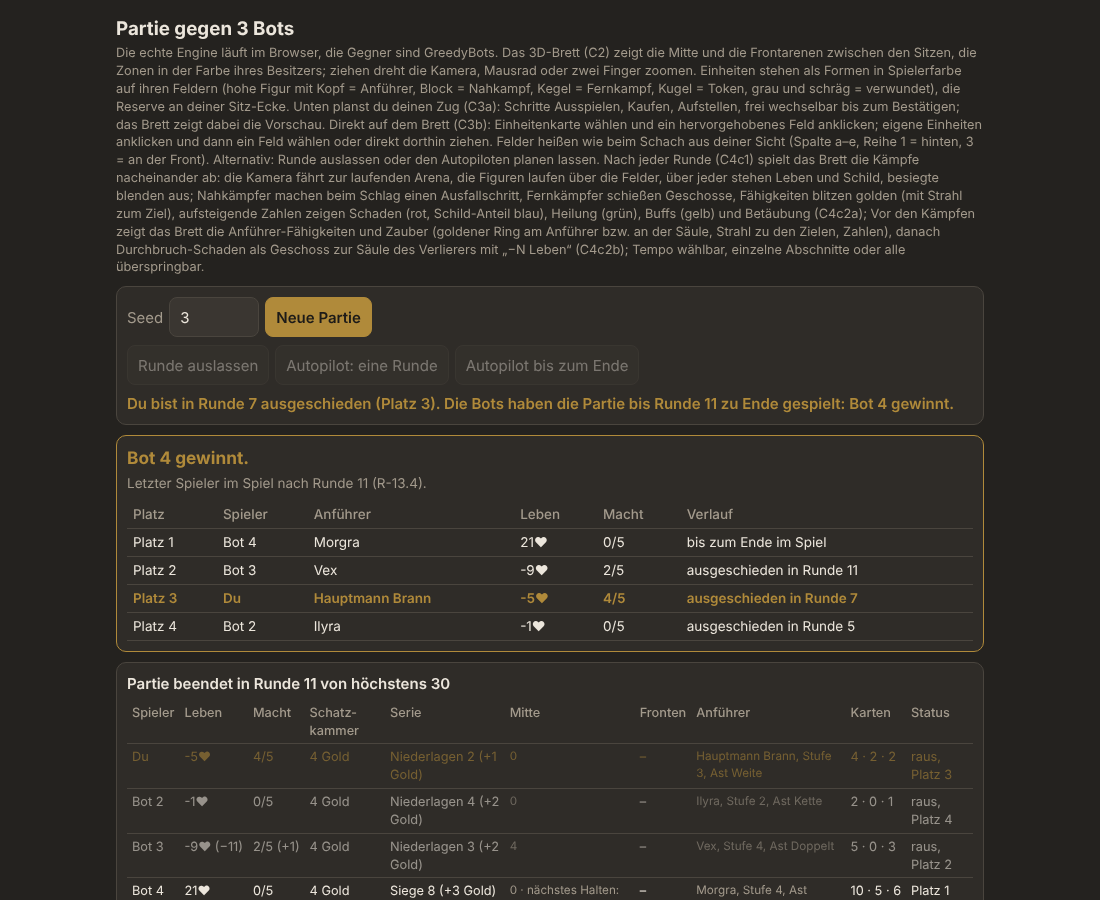 Partie gegen 3 Bots
Die echte Engine läuft im Browser, die Gegner sind GreedyBots. Das 3D-Brett (C2) zeigt die Mitte und die Frontarenen zwischen den Sitzen, die
Zonen in der Farbe ihres Besitzers; ziehen dreht die Kamera, Mausrad oder zwei Finger zoomen. Einheiten stehen als Formen in Spielerfarbe
auf ihren Feldern (hohe Figur mit Kopf = Anführer, Block = Nahkampf, Kegel = Fernkampf, Kugel = Token, grau und schräg = verwundet), die
Reserve an deiner Sitz-Ecke. Unten planst du deinen Zug (C3a): Schritte Ausspielen, Kaufen, Aufstellen, frei wechselbar bis zum Bestätigen;
das Brett zeigt dabei die Vorschau. Direkt auf dem Brett (C3b): Einheitenkarte wählen und ein hervorgehobenes Feld anklicken; eigene Einheiten
anklicken und dann ein Feld wählen oder direkt dorthin ziehen. Felder heißen wie beim Schach aus deiner Sicht (Spalte a–e, Reihe 1 = hinten, 3
= an der Front). Alternativ: Runde auslassen oder den Autopiloten planen lassen. Nach jeder Runde (C4c1) spielt das Brett die Kämpfe
nacheinander ab: die Kamera fährt zur laufenden Arena, die Figuren laufen über die Felder, über jeder stehen Leben und Schild, besiegte
blenden aus; Nahkämpfer machen beim Schlag einen Ausfallschritt, Fernkämpfer schießen Geschosse, Fähigkeiten blitzen golden (mit Strahl
zum Ziel), aufsteigende Zahlen zeigen Schaden (rot, Schild-Anteil blau), Heilung (grün), Buffs (gelb) und Betäubung (C4c2a); Vor den Kämpfen
zeigt das Brett die Anführer-Fähigkeiten und Zauber (goldener Ring am Anführer bzw. an der Säule, Strahl zu den Zielen, Zahlen), danach
Durchbruch-Schaden als Geschoss zur Säule des Verlierers mit „−N Leben“ (C4c2b); Tempo wählbar, einzelne Abschnitte oder alle
überspringbar.
Seed 3 Neue Partie
Runde auslassen Autopilot: eine Runde Autopilot bis zum Ende
Du bist in Runde 7 ausgeschieden (Platz 3). Die Bots haben die Partie bis Runde 11 zu Ende gespielt: Bot 4 gewinnt.
Bot 4 gewinnt.
Letzter Spieler im Spiel nach Runde 11 (R-13.4).
Platz Spieler Anführer Leben Macht Verlauf
Platz 1 Bot 4 Morgra 21♥ 0/5 bis zum Ende im Spiel
Platz 2 Bot 3 Vex -9♥ 2/5 ausgeschieden in Runde 11
Platz 3 Du Hauptmann Brann -5♥ 4/5 ausgeschieden in Runde 7
Platz 4 Bot 2 Ilyra -1♥ 0/5 ausgeschieden in Runde 5
Partie beendet in Runde 11 von höchstens 30
Spieler Leben Macht Schatz- Serie Mitte Fronten Anführer Karten Status
kammer
Du -5♥ 4/5 4 Gold Niederlagen 2 (+1 0 – Hauptmann Brann, Stufe 4 · 2 · 2 raus,
Gold) 3, Ast Weite Platz 3
Bot 2 -1♥ 0/5 4 Gold Niederlagen 4 (+2 0 – Ilyra, Stufe 2, Ast Kette 2 · 0 · 1 raus,
Gold) Platz 4
Bot 3 -9♥ (−11) 2/5 (+1) 4 Gold Niederlagen 3 (+2 4 – Vex, Stufe 4, Ast Doppelt 5 · 0 · 3 raus,
Gold) Platz 2
Bot 4 21♥ 0/5 4 Gold Siege 8 (+3 Gold) 0 · nächstes Halten: – Morgra, Stufe 4, Ast 10 · 5 · 6 Platz 1